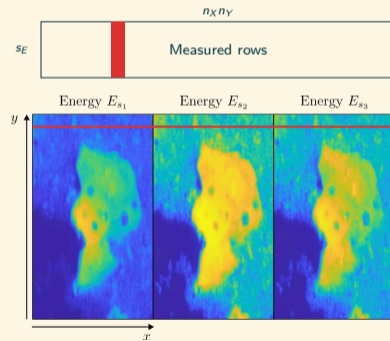 n_X n_Y
s_E Measured rows
Energy E_{s_1} Energy E_{s_2} Energy E_{s_3}
y
x